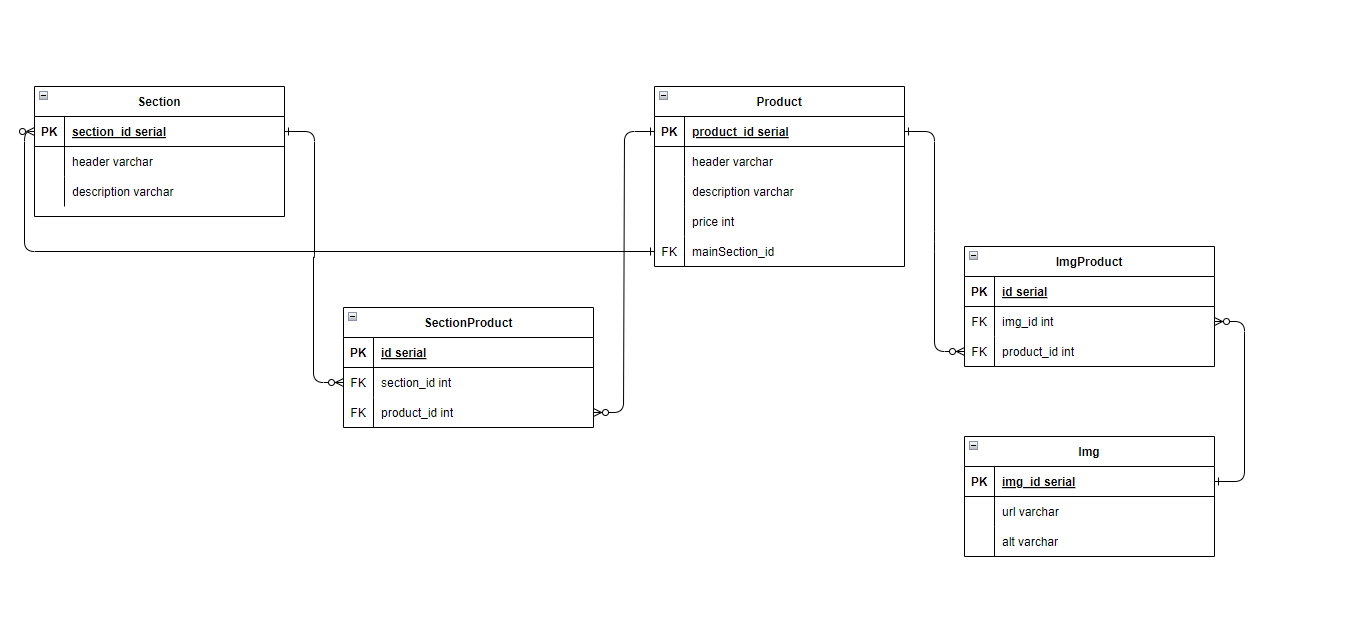 Section
PK section_id serial
header varchar
description varchar
Product
PK product_id serial
header varchar
description varchar
price int
FK mainSection_id
SectionProduct
PK id serial
FK section_id int
FK product_id int
ImgProduct
PK id serial
FK img_id int
FK product_id int
Img
PK img_id serial
url varchar
alt varchar